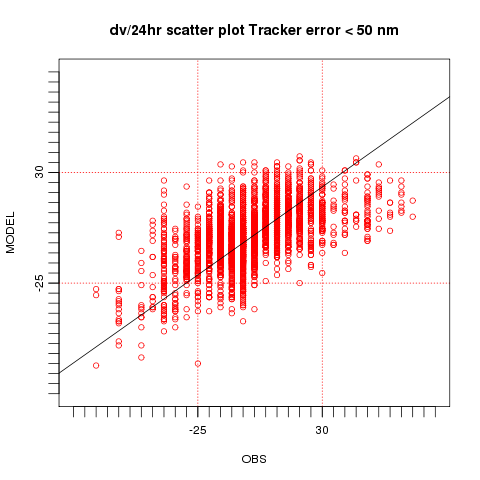 dv/24hr scatter plot Tracker error < 50 nm
MODEL
30
-25
-25
30
OBS